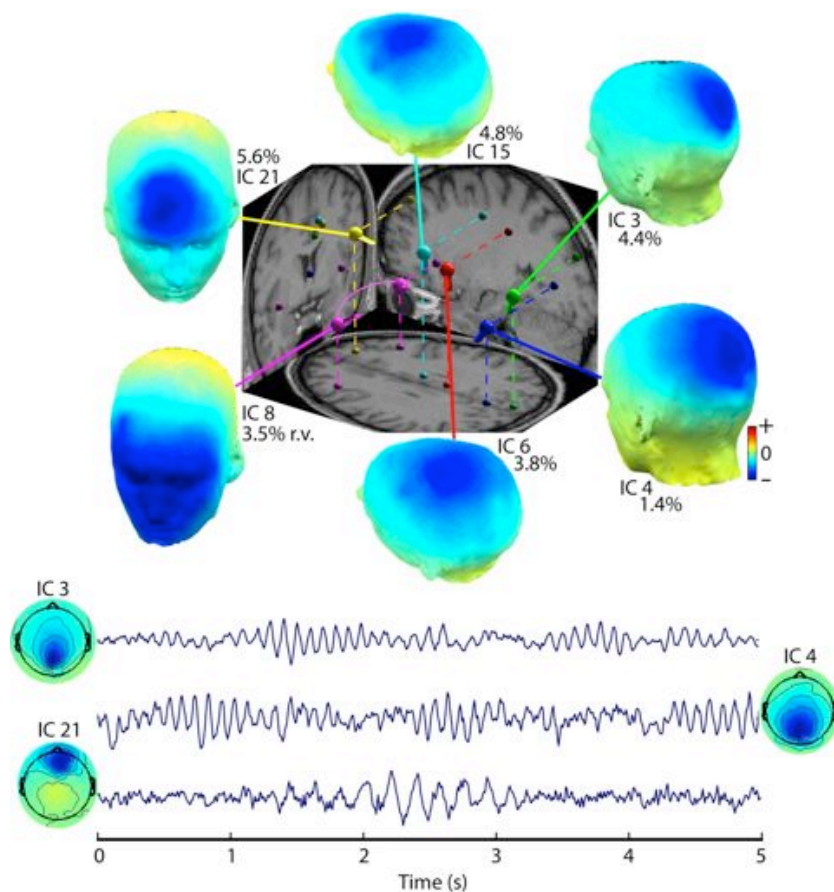 4.8%
IC 15
5.6%
IC 21
IC 3
4.4%
IC 8
3.5% r.v.
IC 6
3.8%
+
0
–
IC 4
1.4%
IC 3
IC 4
IC 21
0 1 2 3 4 5
Time (s)